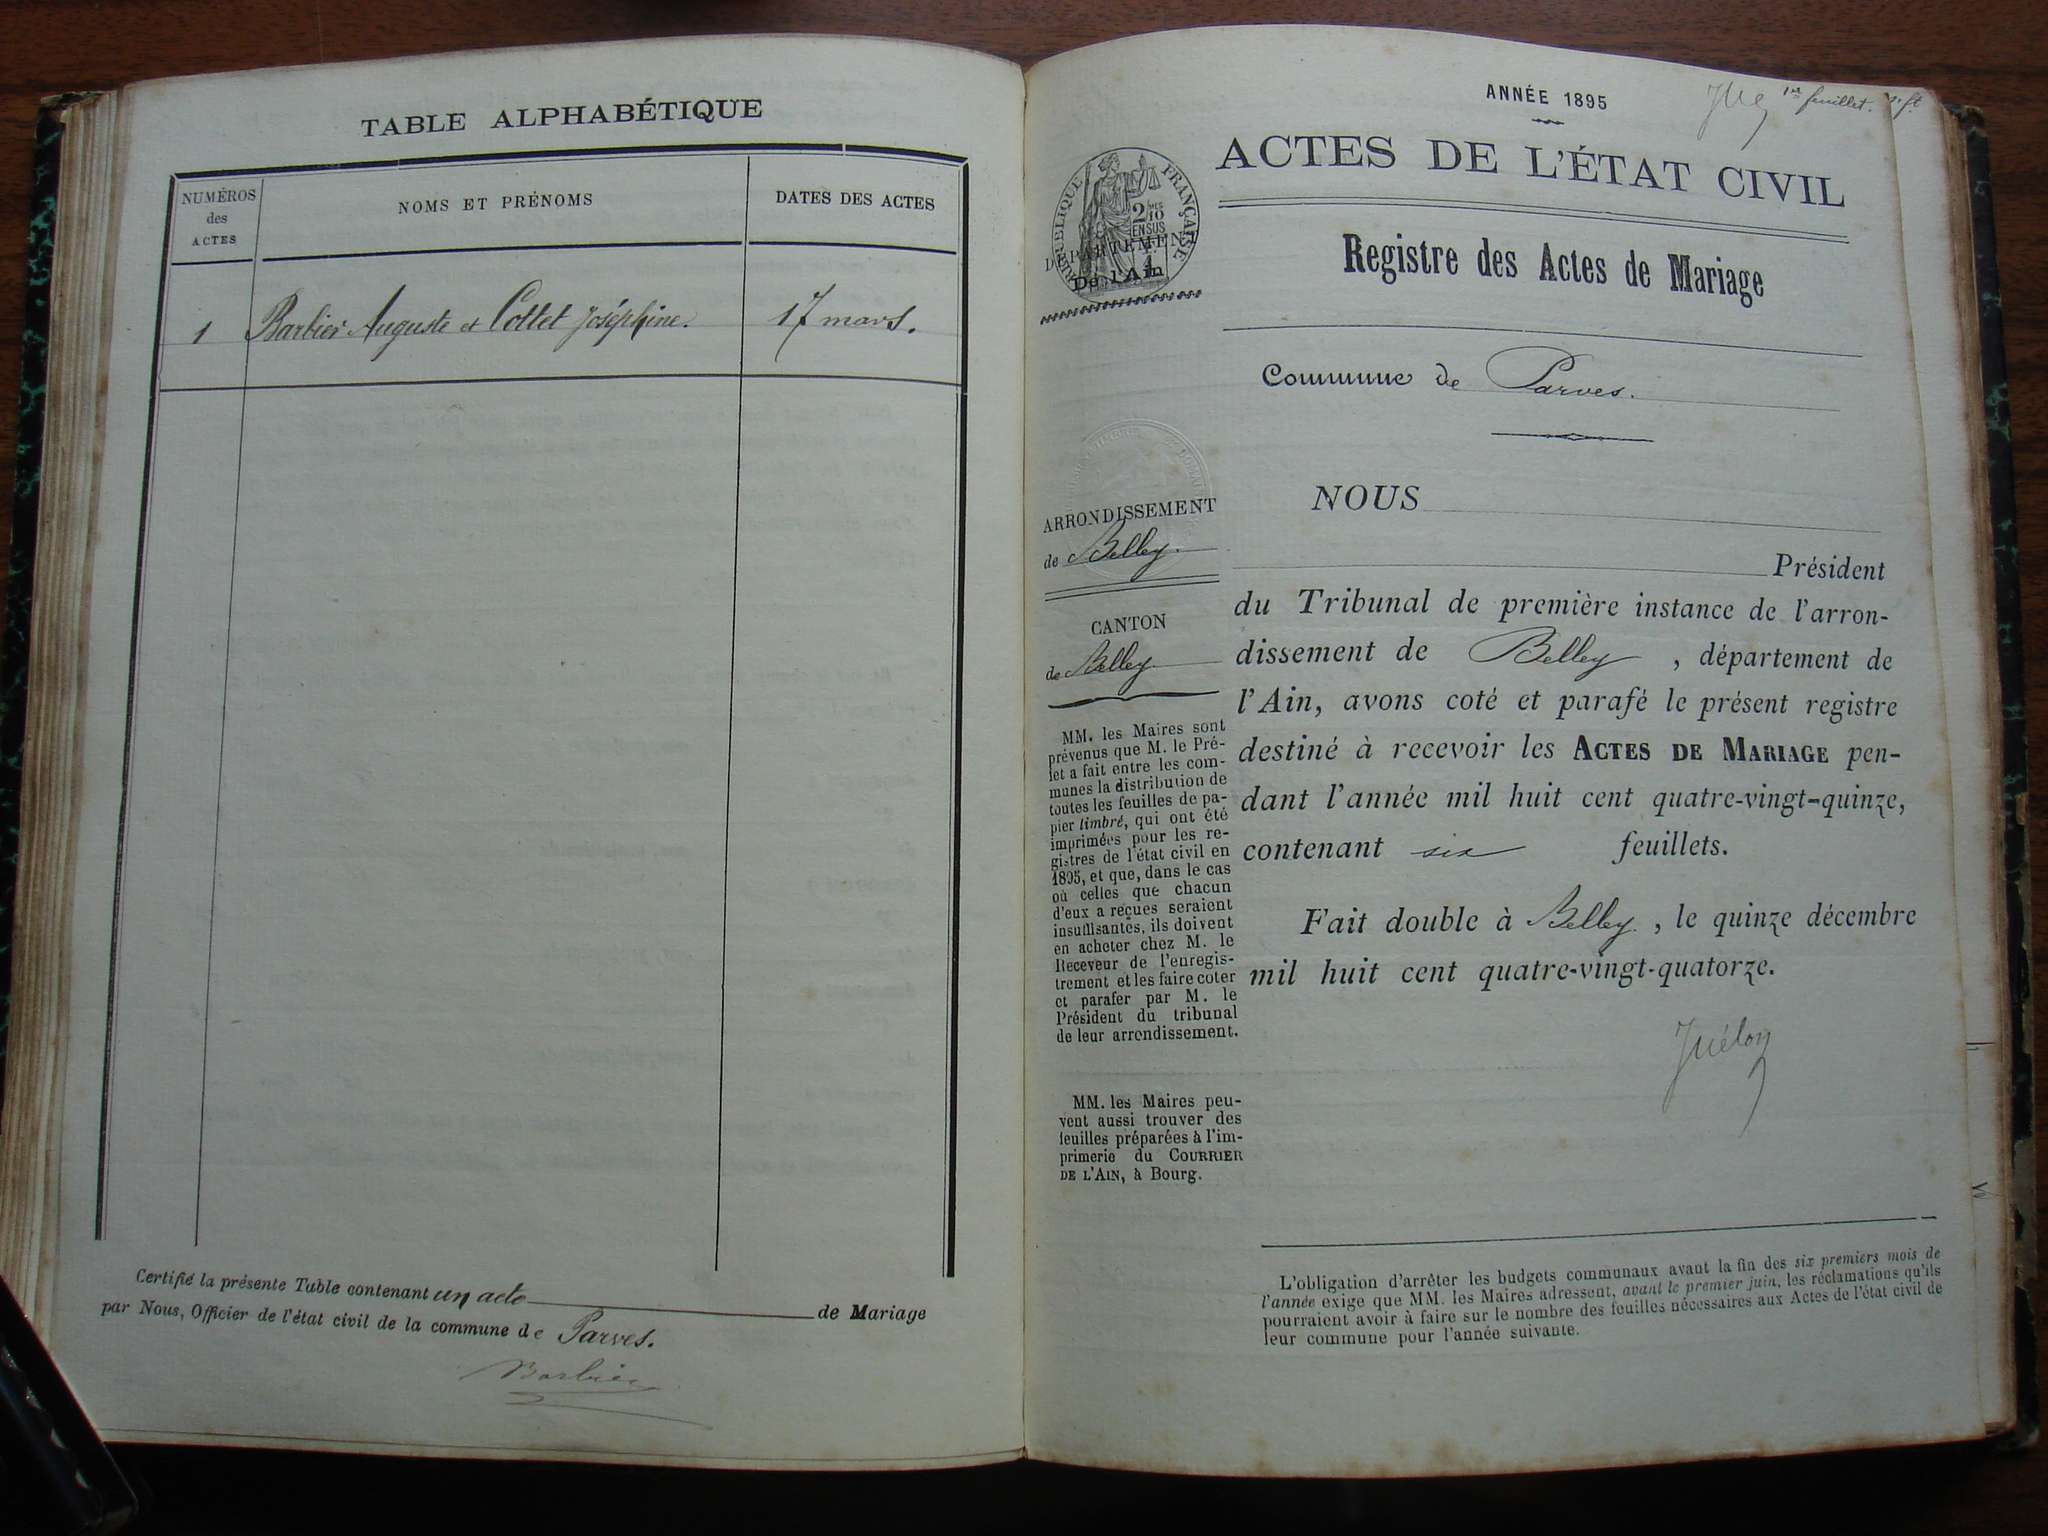 TABLE ALPHABÉTIQUE
NUMÉROS
des
ACTES
NOMS ET PRÉNOMS
DATES DES ACTES
1 Barbier Auguste et Collet Joséphine. 17 mars.
Certifié la présente Table contenant un acte de Mariage
par Nous, Officier de l'état civil de la commune de Parves.
Barbier
ANNÉE 1895
1er feuillet.
ACTES DE L'ÉTAT CIVIL
RÉPUBLIQUE FRANÇAISE
2/10
EN SUS
DÉPARTEMENT
De l'Ain
Registre des Actes de Mariage
Commune de Parves.
ARRONDISSEMENT
de Belley.
CANTON
de Belley.
MM. les Maires sont
prévenus que M. le Pré-
fet a fait entre les com-
munes la distribution de
toutes les feuilles de pa-
pier timbré, qui ont été
imprimées pour les re-
gistres de l'état civil en
1895, et que, dans le cas
où celles que chacun
d'eux a reçues seraient
insuffisantes, ils doivent
en acheter chez M. le
Receveur de l'enregis-
trement et les faire coter
et parafer par M. le
Président du tribunal
de leur arrondissement.
MM. les Maires peu-
vent aussi trouver des
feuilles préparées à l'im-
primerie du COURRIER
DE L'AIN, à Bourg.
NOUS
Président
du Tribunal de première instance de l'arron-
dissement de Belley, département de
l'Ain, avons coté et parafé le présent registre
destiné à recevoir les ACTES DE MARIAGE pen-
dant l'année mil huit cent quatre-vingt-quinze,
contenant six feuillets.
Fait double à Belley, le quinze décembre
mil huit cent quatre-vingt-quatorze.
L'obligation d'arrêter les budgets communaux avant la fin des six premiers mois de
l'année exige que MM. les Maires adressent, avant le premier juin, les réclamations qu'ils
pourraient avoir à faire sur le nombre des feuilles nécessaires aux Actes de l'état civil de
leur commune pour l'année suivante.